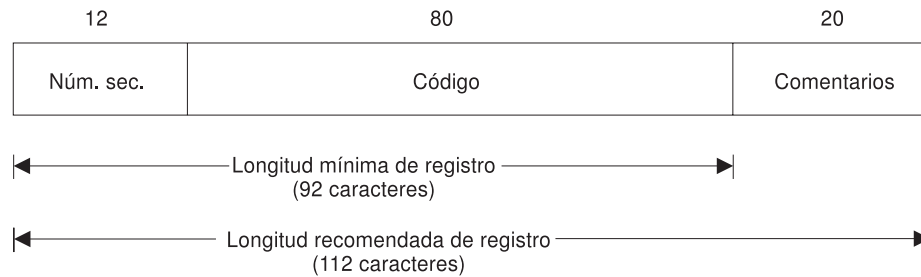 12 80 20
Núm. sec. Código Comentarios
Longitud mínima de registro
(92 caracteres)
Longitud recomendada de registro
(112 caracteres)